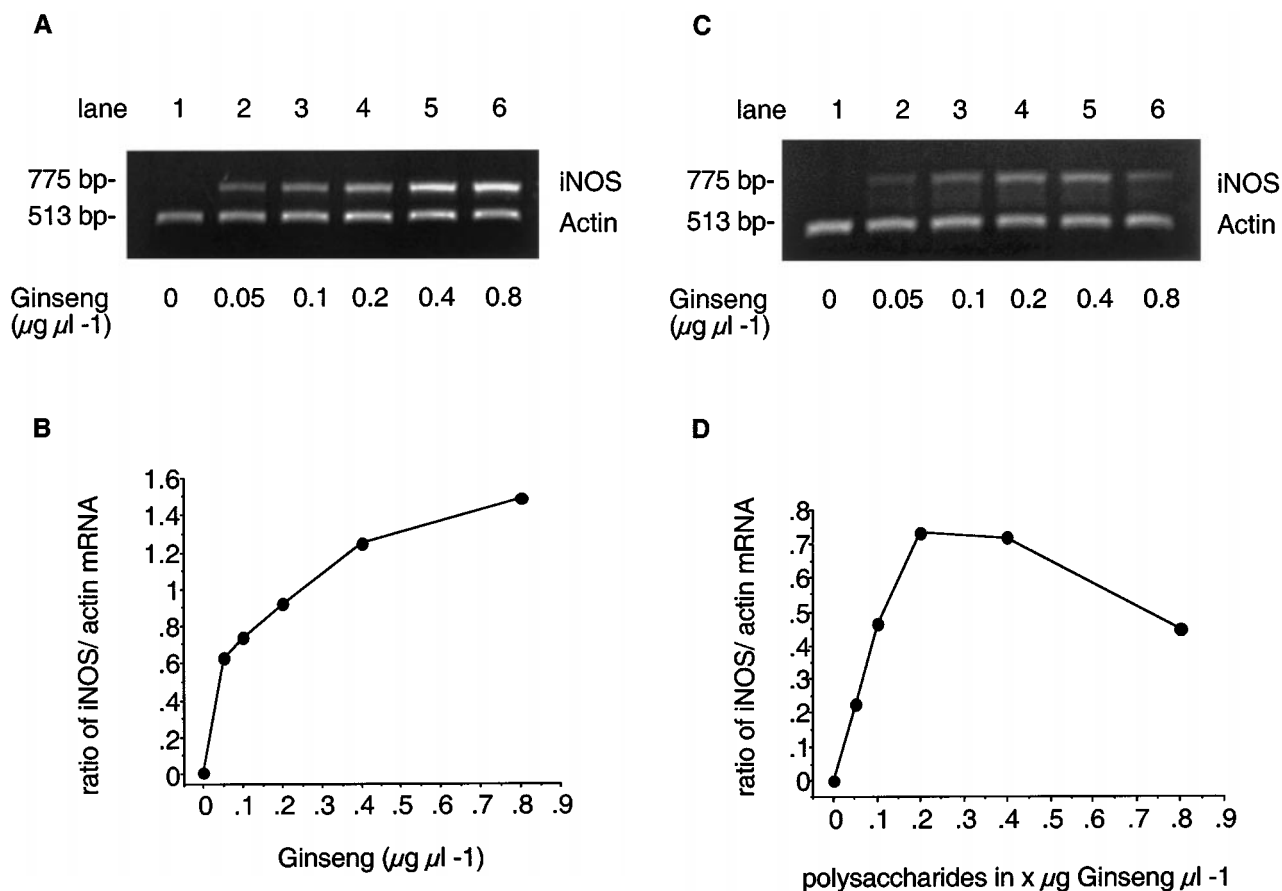 A
lane 1 2 3 4 5 6
775 bp- iNOS
513 bp- Actin
Ginseng 0 0.05 0.1 0.2 0.4 0.8
(µg µl -1)
C
lane 1 2 3 4 5 6
775 bp- iNOS
513 bp- Actin
Ginseng 0 0.05 0.1 0.2 0.4 0.8
(µg µl -1)
B
ratio of iNOS/ actin mRNA
1.6
1.4
1.2
1
.8
.6
.4
.2
0
0 .1 .2 .3 .4 .5 .6 .7 .8 .9
Ginseng (µg µl -1)
D
ratio of iNOS/ actin mRNA
.8
.7
.6
.5
.4
.3
.2
.1
0
0 .1 .2 .3 .4 .5 .6 .7 .8 .9
polysaccharides in x µg Ginseng µl -1